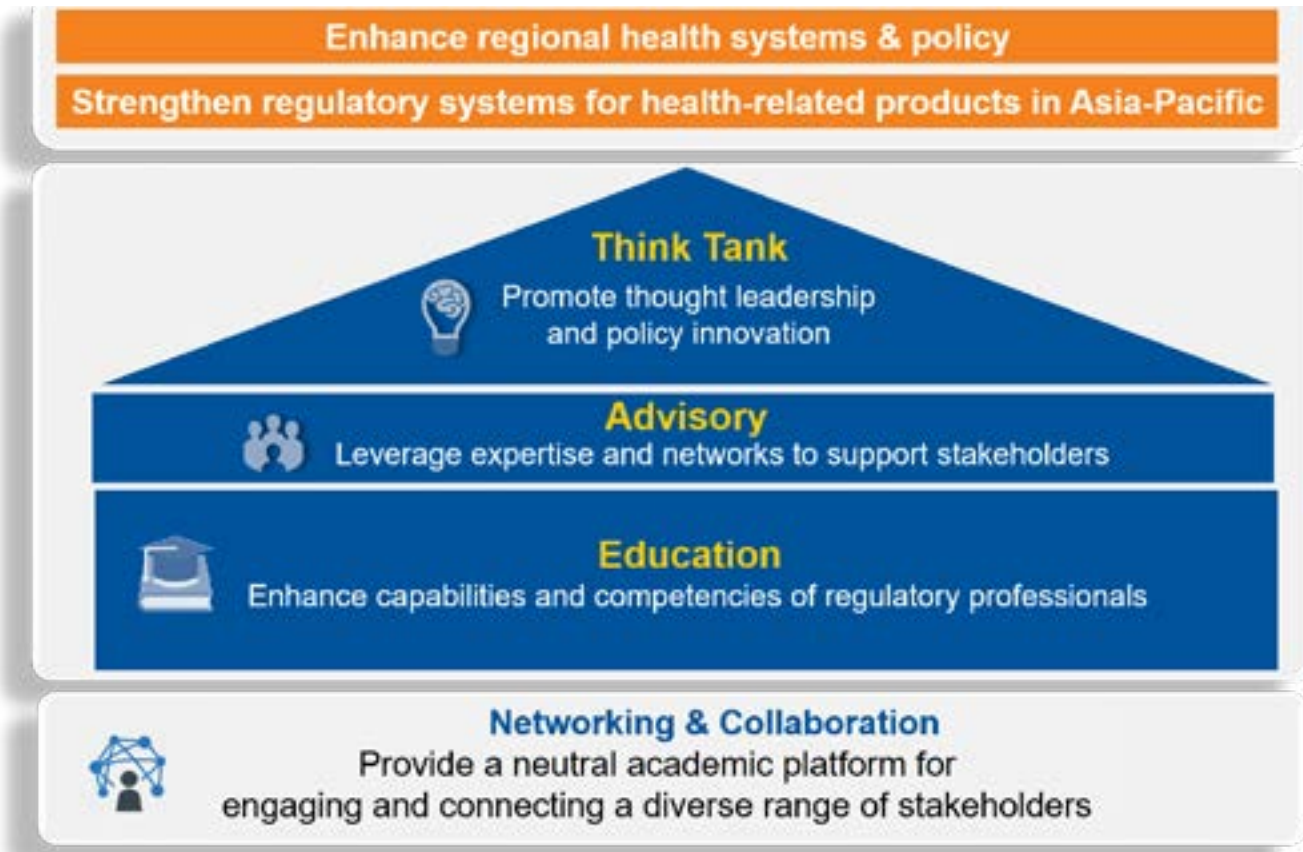 Enhance regional health systems & policy
Strengthen regulatory systems for health-related products in Asia-Pacific
Think Tank
Promote thought leadership
and policy innovation
Advisory
Leverage expertise and networks to support stakeholders
Education
Enhance capabilities and competencies of regulatory professionals
Networking & Collaboration
Provide a neutral academic platform for
engaging and connecting a diverse range of stakeholders